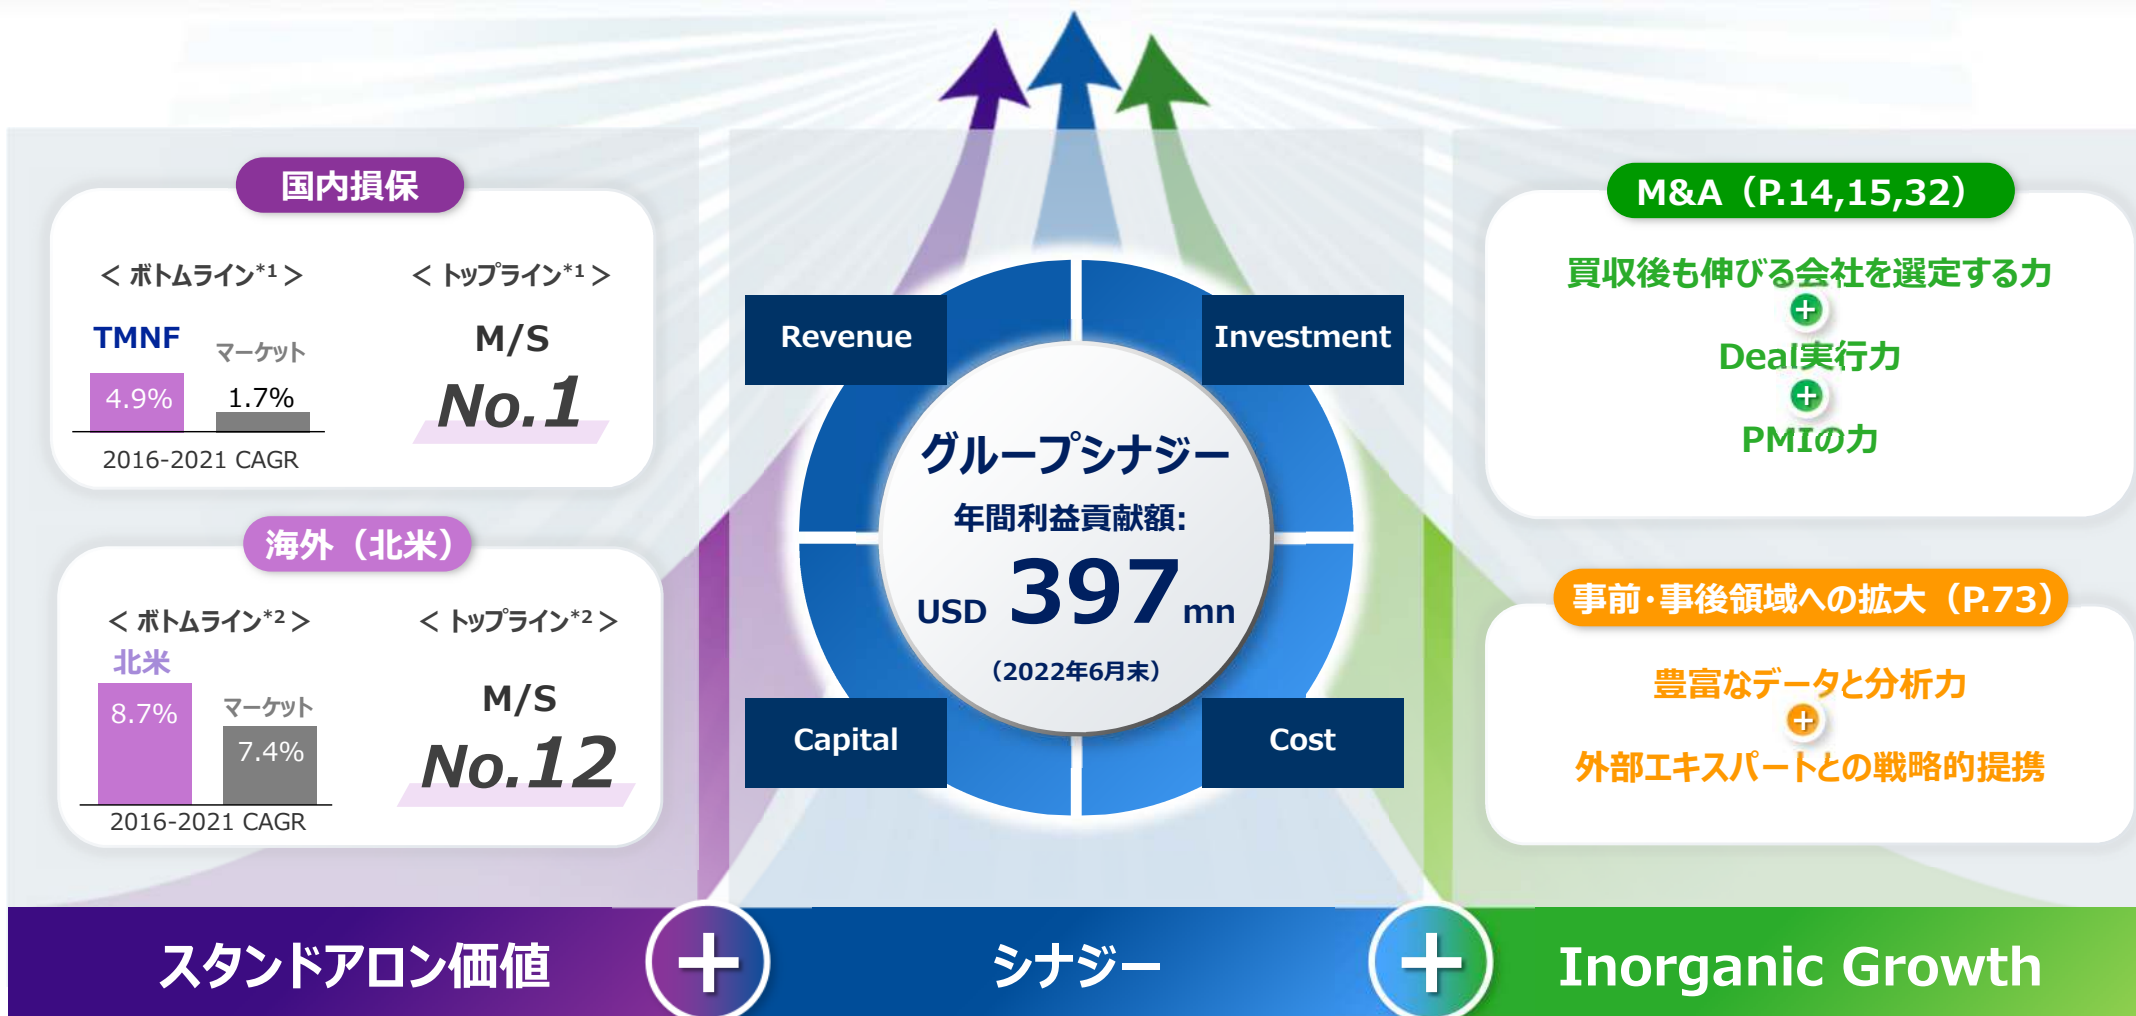 国内損保
< ボトムライン*1 >
< トップライン*1 >
TMNF
マーケット
4.9%
1.7%
2016-2021 CAGR
M/S
No.1
海外（北米）
< ボトムライン*2 >
< トップライン*2 >
北米
マーケット
8.7%
7.4%
2016-2021 CAGR
M/S
No.12
スタンドアロン価値
+
Revenue
Investment
グループシナジー
年間利益貢献額:
USD 397 mn
（2022年6月末）
Capital
Cost
シナジー
+
M&A（P.14,15,32）
買収後も伸びる会社を選定する力
+
Deal実行力
+
PMIの力
事前・事後領域への拡大（P.73）
豊富なデータと分析力
+
外部エキスパートとの戦略的提携
Inorganic Growth